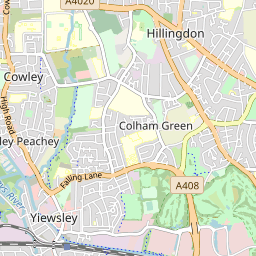 A4020
Hillingdon
Cowley
High Road
Colham Green
ley Peachey
Falling Lane
A408
Yiewsley